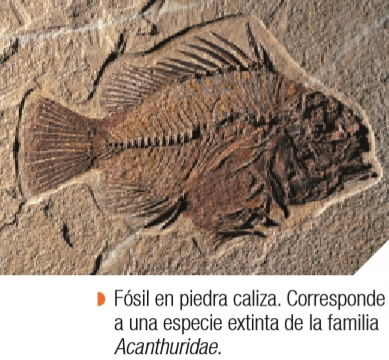 Fósil en piedra caliza. Corresponde
a una especie extinta de la familia
Acanthuridae.